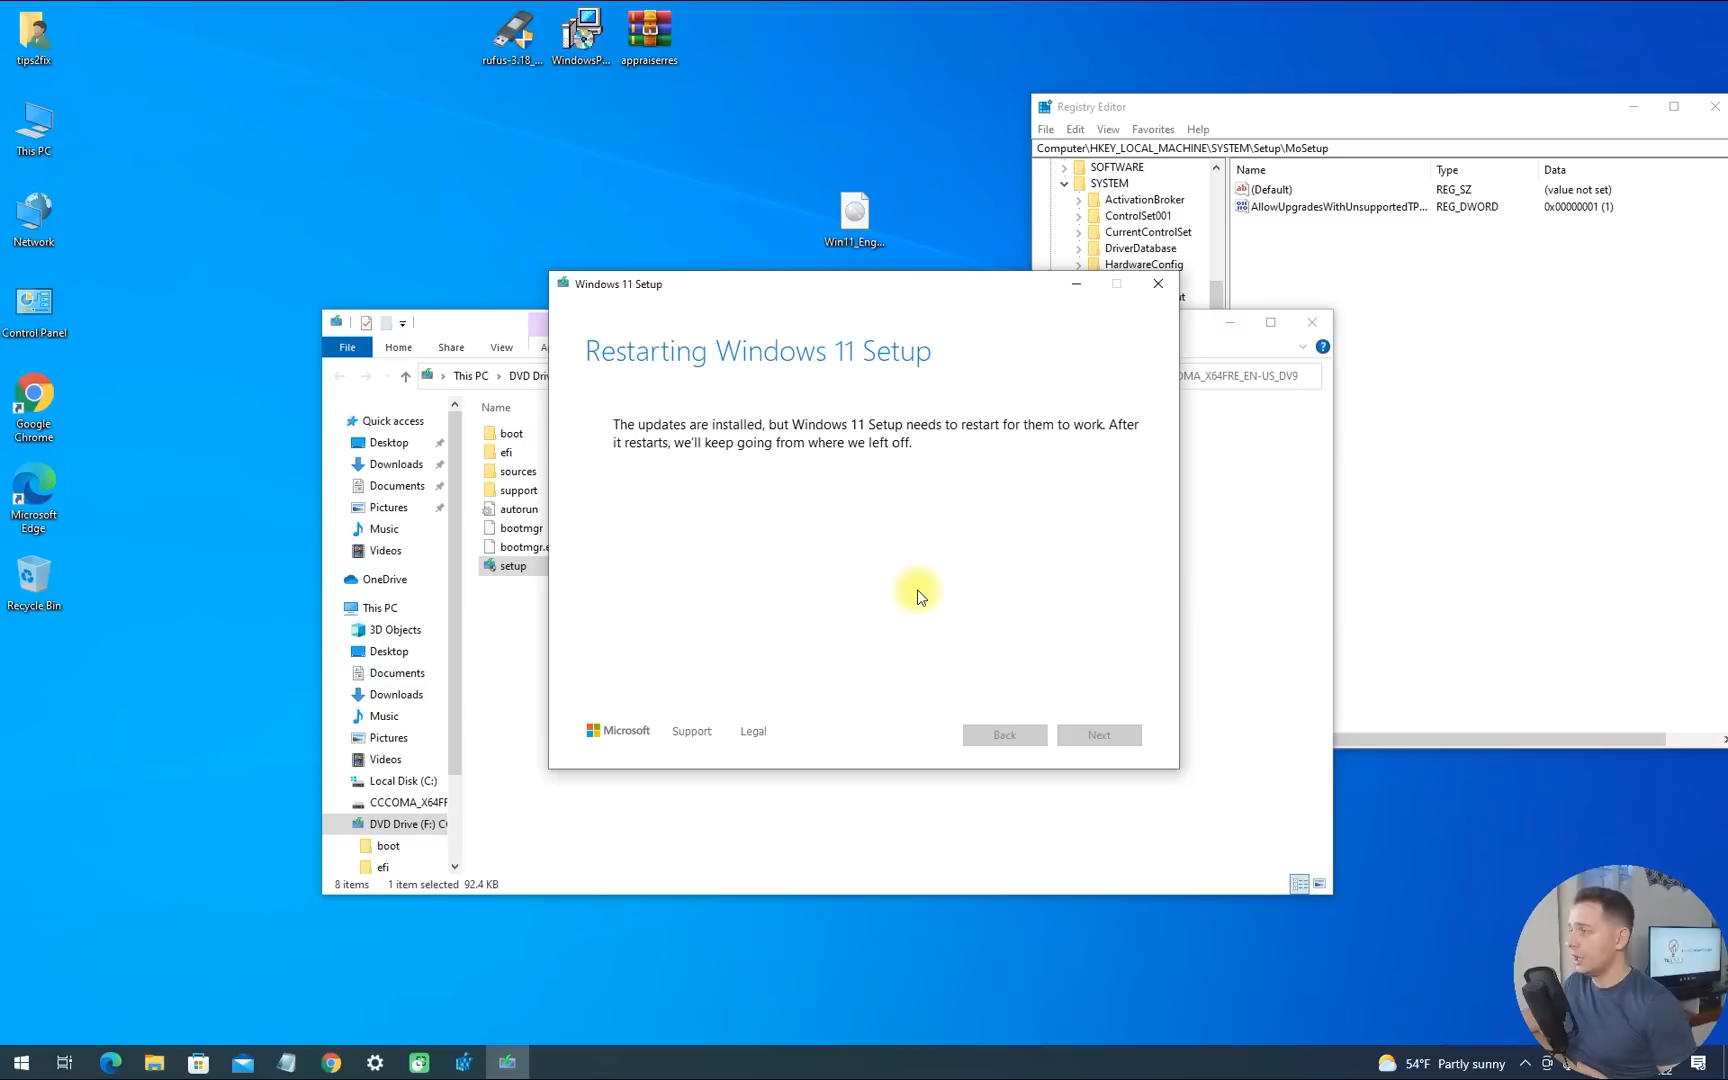 tips2fix
This PC
Network
Control Panel
Google
Chrome
Microsoft
Edge
Recycle Bin
rufus-3.18_...
WindowsP...
appraiserres
Win11_Eng...
Registry Editor
File Edit View Favorites Help
Computer\HKEY_LOCAL_MACHINE\SYSTEM\Setup\MoSetup
SOFTWARE
SYSTEM
ActivationBroker
ControlSet001
CurrentControlSet
DriverDatabase
HardwareConfig
Name Type Data
ab (Default) REG_SZ (value not set)
AllowUpgradesWithUnsupportedTP... REG_DWORD 0x00000001 (1)
File Home Share View
This PC > DVD Driv
OMA_X64FRE_EN-US_DV9
Quick access
Desktop
Downloads
Documents
Pictures
Music
Videos
OneDrive
This PC
3D Objects
Desktop
Documents
Downloads
Music
Pictures
Videos
Local Disk (C:)
CCCOMA_X64FR
DVD Drive (F:) C
boot
efi
Name
boot
efi
sources
support
autorun
bootmgr
bootmgr.e
setup
8 items 1 item selected 92.4 KB
Windows 11 Setup
Restarting Windows 11 Setup
The updates are installed, but Windows 11 Setup needs to restart for them to work. After
it restarts, we'll keep going from where we left off.
Microsoft Support Legal
Back Next
54°F Partly sunny